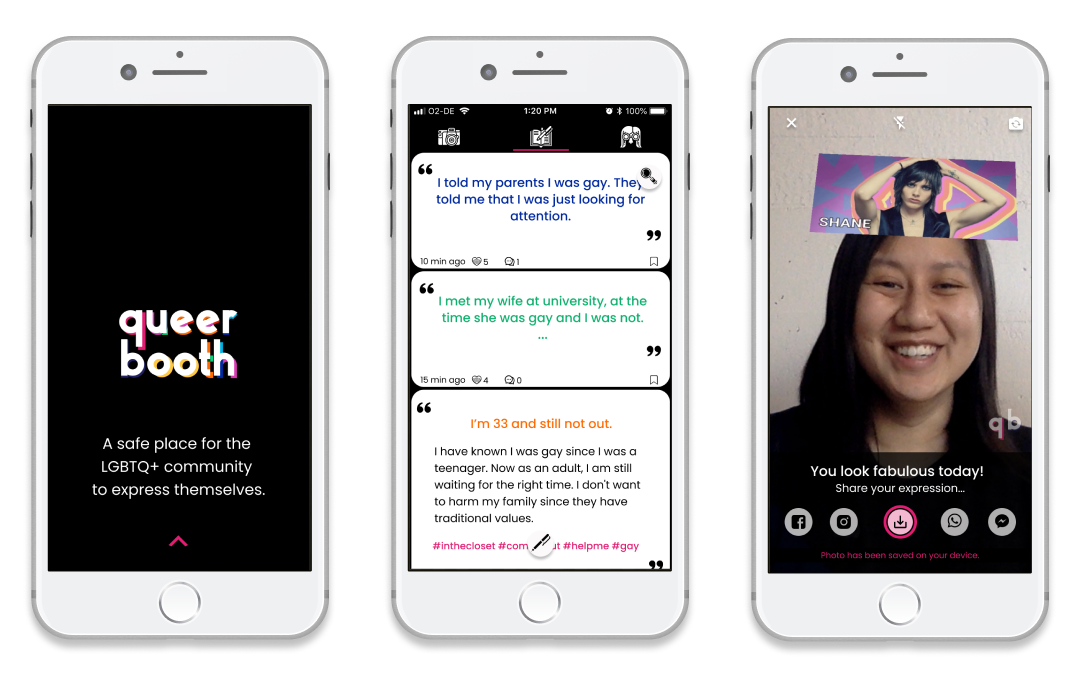 queer
booth
A safe place for the
LGBTQ+ community
to express themselves.
O2-DE
1:20 PM
100%
“
I told my parents I was gay. They
told me that I was just looking for
attention.
”
10 min ago 5 1
“
I met my wife at university, at the
time she was gay and I was not.
...
”
15 min ago 4 0
“
I'm 33 and still not out.
I have known I was gay since I was a
teenager. Now as an adult, I am still
waiting for the right time. I don't want
to harm my family since they have
traditional values.
#inthecloset #com ut #helpme #gay
”
SHANE
qb
You look fabulous today!
Share your expression...
Photo has been saved on your device.